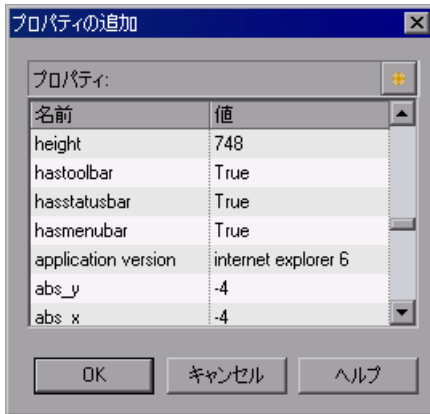 プロパティの追加
プロパティ:
名前 値
height 748
hastoolbar True
hasstatusbar True
hasmenubar True
application version internet explorer 6
abs_y -4
abs_x -4
OK キャンセル ヘルプ